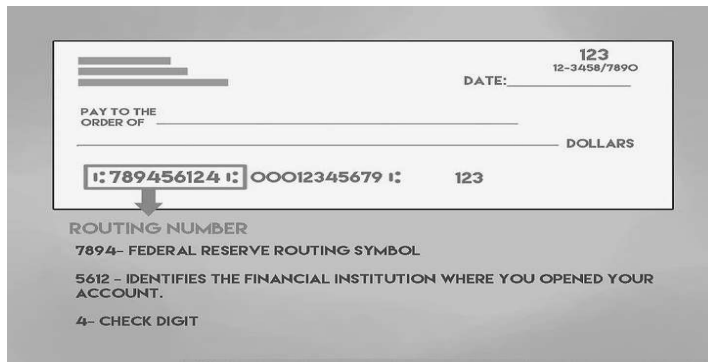 123
12-3458/7890
DATE:
PAY TO THE
ORDER OF
DOLLARS
⑆789456124⑆ 00012345679⑆ 123
ROUTING NUMBER
7894- FEDERAL RESERVE ROUTING SYMBOL
5612 - IDENTIFIES THE FINANCIAL INSTITUTION WHERE YOU OPENED YOUR
ACCOUNT.
4- CHECK DIGIT